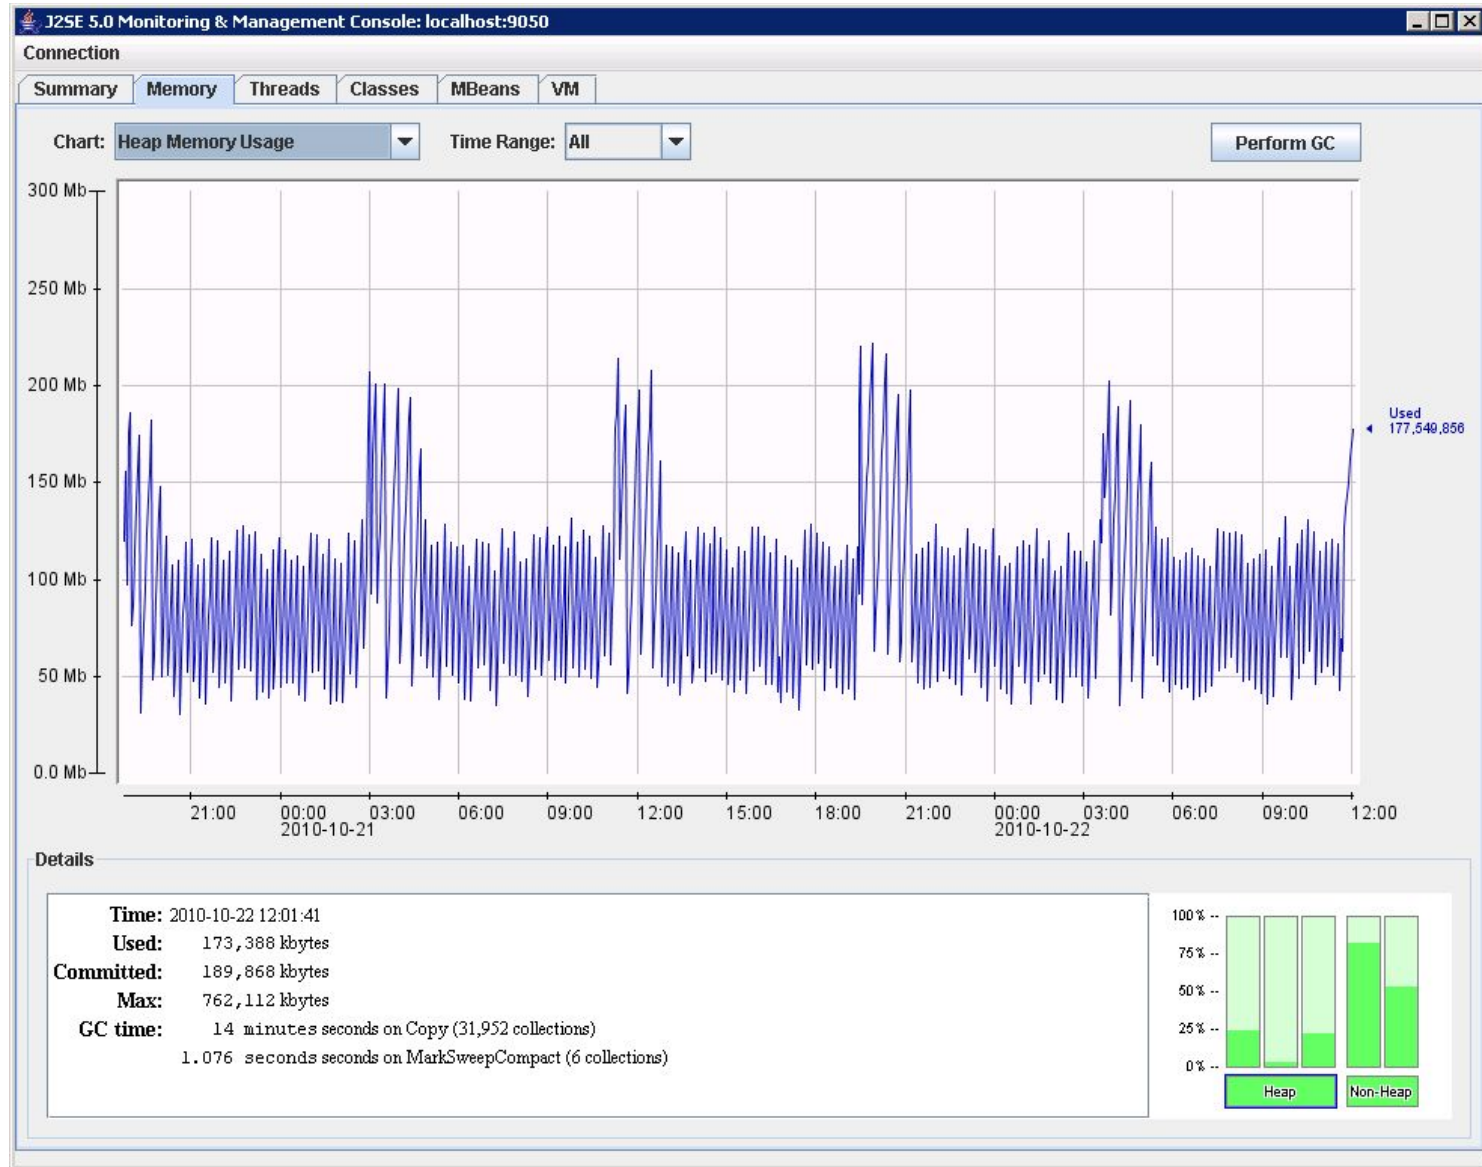 J2SE 5.0 Monitoring & Management Console: localhost:9050
Connection
Summary Memory Threads Classes MBeans VM
Chart: Heap Memory Usage Time Range: All Perform GC
300 Mb
250 Mb
200 Mb
150 Mb
100 Mb
50 Mb
0.0 Mb
Used
177,549,856
21:00 00:00 03:00 06:00 09:00 12:00 15:00 18:00 21:00 00:00 03:00 06:00 09:00 12:00
2010-10-21 2010-10-22
Details
Time: 2010-10-22 12:01:41
Used: 173,388 kbytes
Committed: 189,868 kbytes
Max: 762,112 kbytes
GC time: 14 minutes seconds on Copy (31,952 collections)
1.076 seconds seconds on MarkSweepCompact (6 collections)
100% --
75% --
50% --
25% --
0% --
Heap Non-Heap